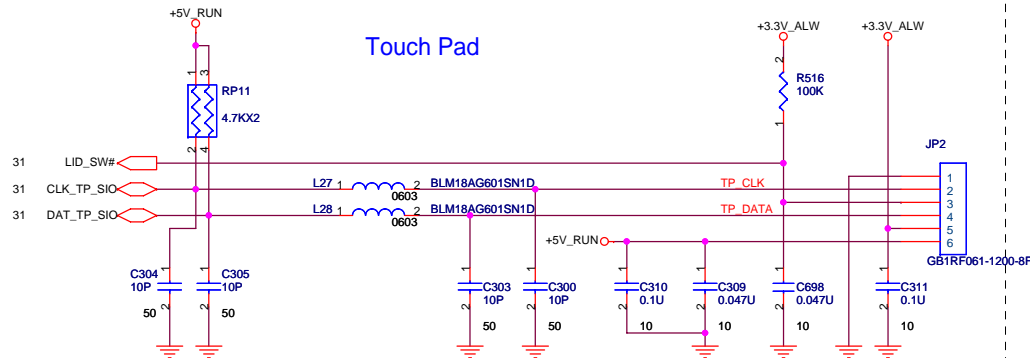 +5V_RUN
Touch Pad
+3.3V_ALW
+3.3V_ALW
1
3
RP11
4.7KX2
2
4
2
R516
100K
1
JP2
31 LID_SW#
31 CLK_TP_SIO
L27 1
2 BLM18AG601SN1D
0603
TP_CLK
31 DAT_TP_SIO
L28 1
2 BLM18AG601SN1D
0603
TP_DATA
1
2
3
4
5
6
+5V_RUN
GB1RF061-1200-8F
1
C304
10P
2
50
1
C305
10P
2
50
1
C303
10P
2
50
1
C300
10P
2
50
1
C310
0.1U
2
10
1
C309
0.047U
2
10
1
C698
0.047U
2
10
1
C311
0.1U
2
10